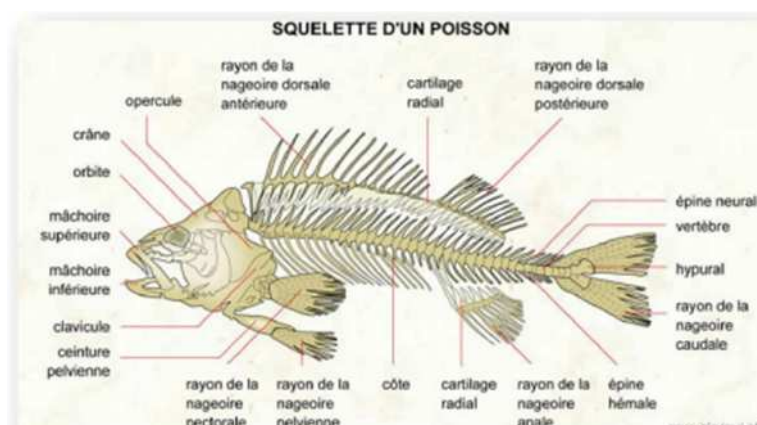 SQUELETTE D'UN POISSON
rayon de la
nageoire dorsale
antérieure
cartilage
radial
rayon de la
nageoire dorsale
postérieure
opercule
crâne
orbite
mâchoire
supérieure
mâchoire
inférieure
clavicule
ceinture
pelvienne
épine neural
vertèbre
hypural
rayon de la
nageoire
caudale
rayon de la
nageoire
pectorale
rayon de la
nageoire
pelvienne
côte
cartilage
radial
rayon de la
nageoire
anale
épine
hémale